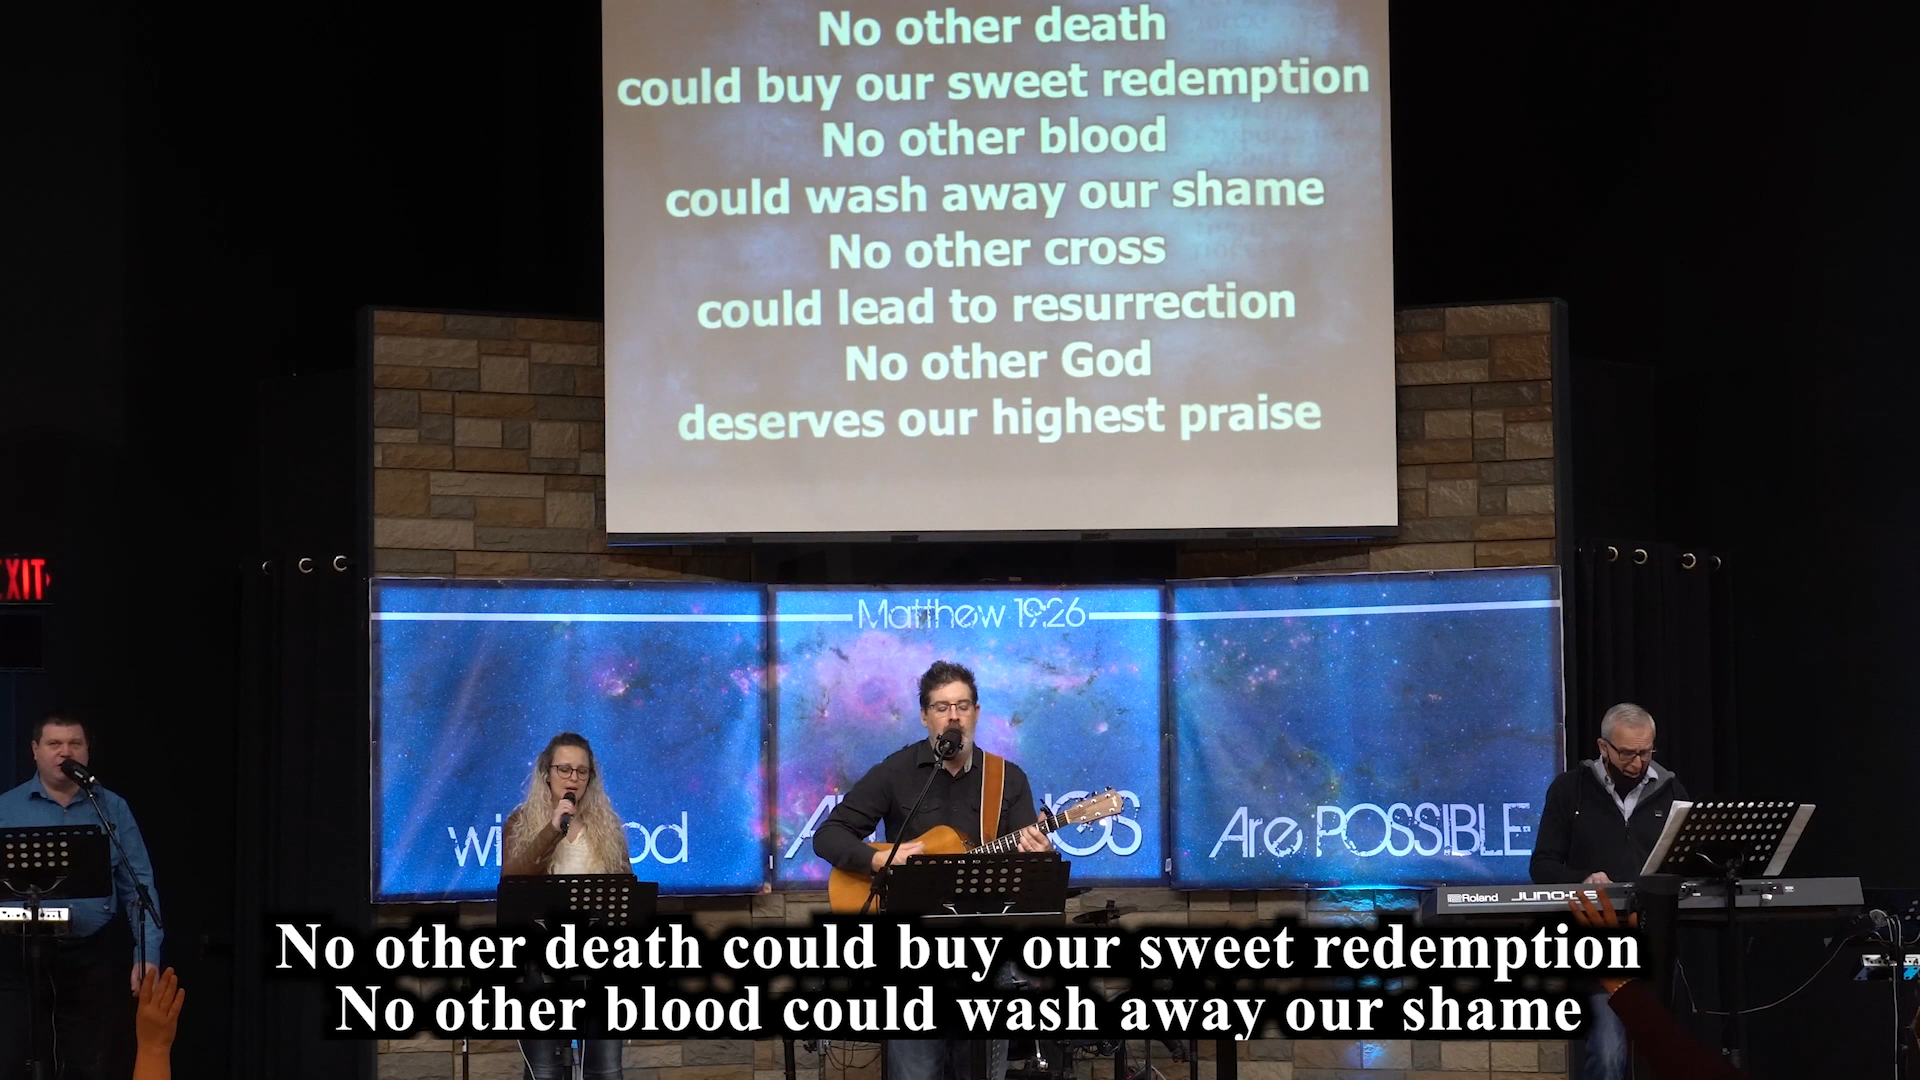 No other death
could buy our sweet redemption
No other blood
could wash away our shame
No other cross
could lead to resurrection
No other God
deserves our highest praise
EXIT
Matthew 19:26
Are POSSIBLE
Roland JUNO-DS
No other death could buy our sweet redemption
No other blood could wash away our shame